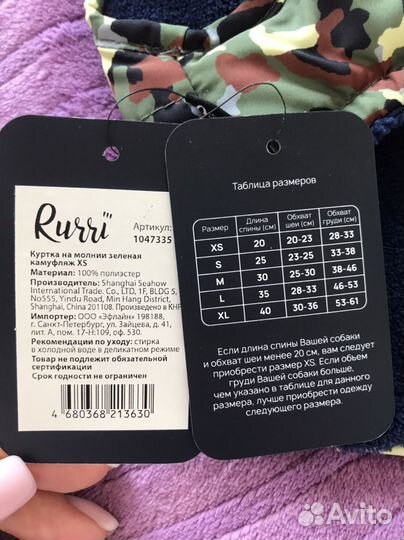 Rurri
Артикул:
1047335
Куртка на молнии зеленая
камуфляж XS
Материал: 100% полиэстер
Производитель: Shanghai Seahow
International Trade. Co., LTD, 1F, BLDG 5,
No555, Yindu Road, Min Hang District,
Shanghai, China 201108. Произведено в КНР
Импортер: ООО «Эфлайн» 198188,
г. Санкт-Петербург, ул. Зайцева, д. 41,
лит. А, пом. 17-Н:109, оф. 530.
Рекомендации по уходу: стирка
в холодной воде в деликатном режиме
Товар не подлежит обязательной
сертификации
Срок годности не ограничен
4 680368 213630
Таблица размеров
Размер Длина спины (см) Обхват шеи (см) Обхват груди (см)
XS 20 20-23 28-33
S 25 23-25 33-38
M 30 25-30 38-46
L 35 28-33 46-53
XL 40 30-36 53-61
Если длина спины Вашей собаки
и обхват шеи менее 20 см, вам следует
приобрести размер XS. Если объем
груди Вашей собаки больше,
чем указано в таблице для данного
размера, лучше приобрести одежду
следующего размера.
Avito